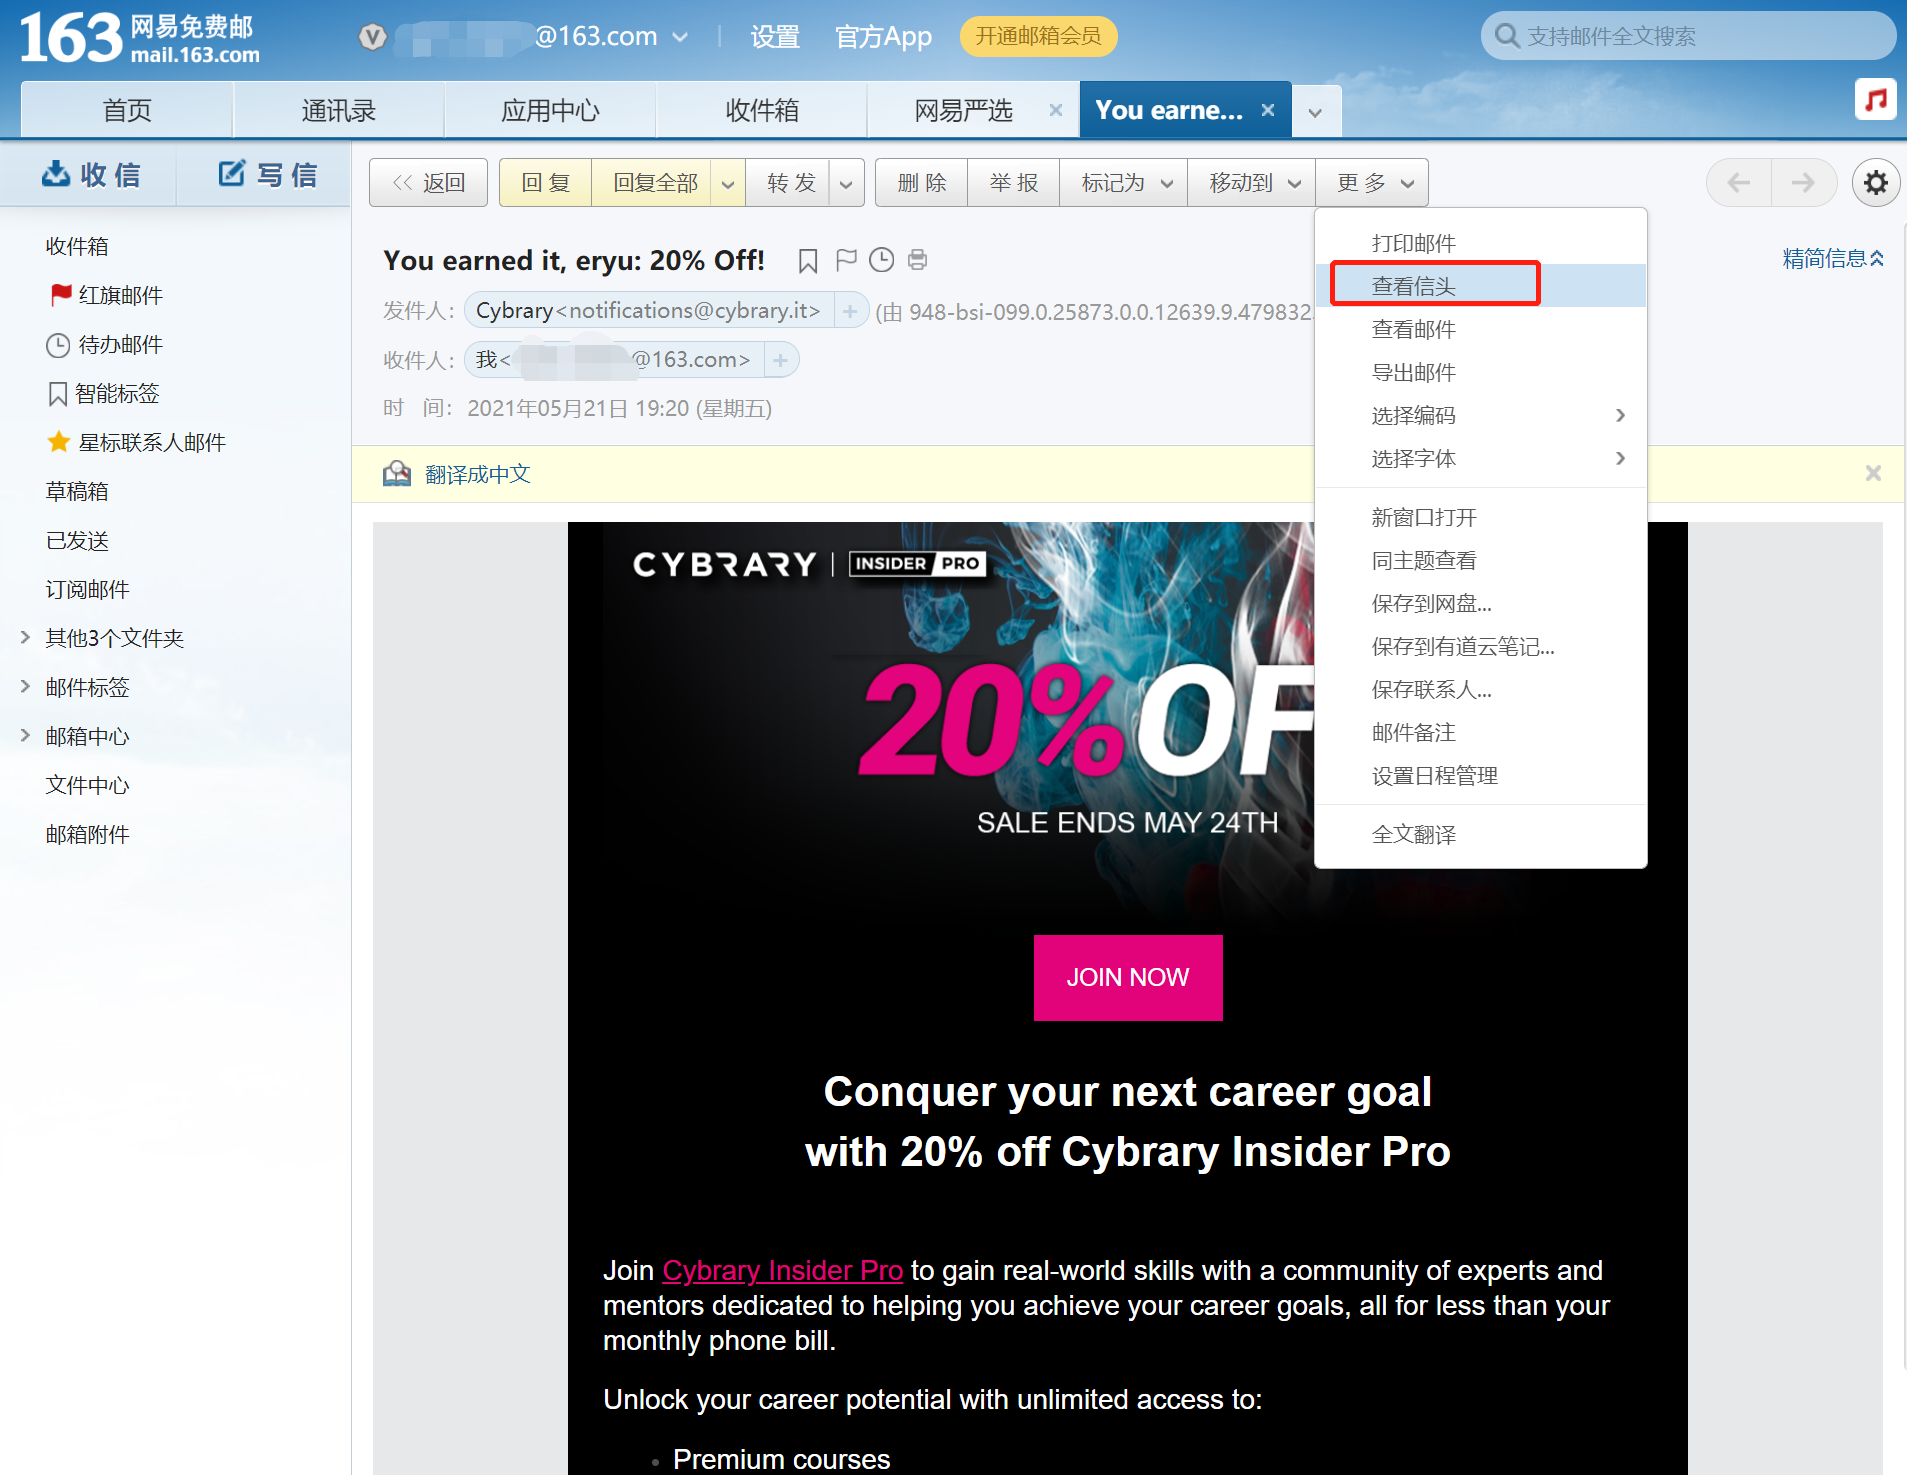 163 网易免费邮
mail.163.com
V @163.com 设置 官方App 开通邮箱会员 支持邮件全文搜索
首页 通讯录 应用中心 收件箱 网易严选 × You earne... ×
收信 写信 << 返回 回复 回复全部 转发 删除 举报 标记为 移动到 更多
收件箱
红旗邮件
待办邮件
智能标签
星标联系人邮件
草稿箱
已发送
订阅邮件
其他3个文件夹
邮件标签
邮箱中心
文件中心
邮箱附件
You earned it, eryu: 20% Off!
精简信息
发件人： Cybrary<notifications@cybrary.it> + (由 948-bsi-099.0.25873.0.0.12639.9.479832
收件人： 我< @163.com> +
时 间： 2021年05月21日 19:20 (星期五)
翻译成中文
打印邮件
查看信头
查看邮件
导出邮件
选择编码
选择字体
新窗口打开
同主题查看
保存到网盘...
保存到有道云笔记...
保存联系人...
邮件备注
设置日程管理
全文翻译
CYBRARY | INSIDER PRO
20% OF
SALE ENDS MAY 24TH
JOIN NOW
Conquer your next career goal
with 20% off Cybrary Insider Pro
Join Cybrary Insider Pro to gain real-world skills with a community of experts and
mentors dedicated to helping you achieve your career goals, all for less than your
monthly phone bill.
Unlock your career potential with unlimited access to:
• Premium courses